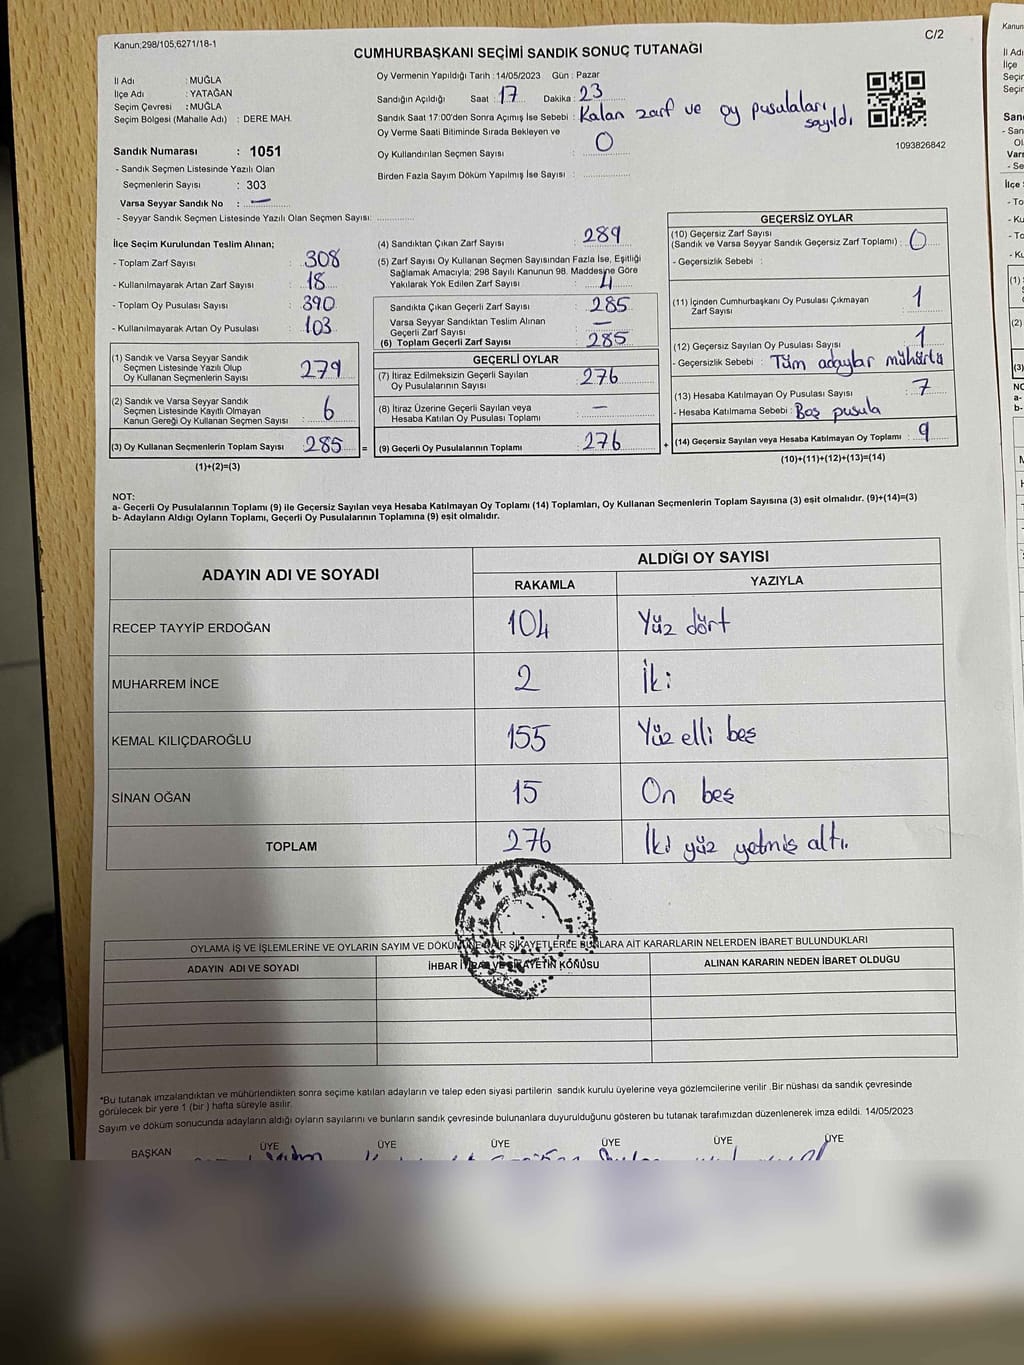 Kanun;298/105,6271/18-1
C/2
CUMHURBAŞKANI SEÇİMİ SANDIK SONUÇ TUTANAĞI
İl Adı : MUĞLA
İlçe Adı : YATAĞAN
Seçim Çevresi : MUĞLA
Seçim Bölgesi (Mahalle Adı) : DERE MAH.
Oy Vermenin Yapıldığı Tarih : 14/05/2023 Gün : Pazar
Sandığın Açıldığı Saat : 17 Dakika : 23
Sandık Saat 17:00'den Sonra Açılmış İse Sebebi : Kalan zarf ve oy pusulaları sayıldı
Oy Verme Saati Bitiminde Sırada Bekleyen ve
Oy Kullandırılan Seçmen Sayısı : 0
Birden Fazla Sayım Döküm Yapılmış İse Sayısı :
1093826842
Sandık Numarası : 1051
- Sandık Seçmen Listesinde Yazılı Olan
Seçmenlerin Sayısı : 303
Varsa Seyyar Sandık No : —
- Seyyar Sandık Seçmen Listesinde Yazılı Olan Seçmen Sayısı:
İlçe Seçim Kurulundan Teslim Alınan;
- Toplam Zarf Sayısı : 308
- Kullanılmayarak Artan Zarf Sayısı : 18
- Toplam Oy Pusulası Sayısı : 390
- Kullanılmayarak Artan Oy Pusulası : 103
(1) Sandık ve Varsa Seyyar Sandık
Seçmen Listesinde Yazılı Olup
Oy Kullanan Seçmenlerin Sayısı : 279
(2) Sandık ve Varsa Seyyar Sandık
Seçmen Listesinde Kayıtlı Olmayan
Kanun Gereği Oy Kullanan Seçmen Sayısı : 6
(3) Oy Kullanan Seçmenlerin Toplam Sayısı : 285 =
(1)+(2)=(3)
(4) Sandıktan Çıkan Zarf Sayısı : 289
(5) Zarf Sayısı Oy Kullanan Seçmen Sayısından Fazla İse, Eşitliği
Sağlamak Amacıyla; 298 Sayılı Kanunun 98. Maddesine Göre
Yakılarak Yok Edilen Zarf Sayısı : 4
Sandıkta Çıkan Geçerli Zarf Sayısı : 285
Varsa Seyyar Sandıktan Teslim Alınan
Geçerli Zarf Sayısı : —
(6) Toplam Geçerli Zarf Sayısı : 285
GEÇERLİ OYLAR
(7) İtiraz Edilmeksizin Geçerli Sayılan
Oy Pusulalarının Sayısı : 276
(8) İtiraz Üzerine Geçerli Sayılan veya
Hesaba Katılan Oy Pusulası Toplamı : —
(9) Geçerli Oy Pusulalarının Toplamı : 276 +
GEÇERSİZ OYLAR
(10) Geçersiz Zarf Sayısı
(Sandık ve Varsa Seyyar Sandık Geçersiz Zarf Toplamı) : 0
- Geçersizlik Sebebi :
(11) İçinden Cumhurbaşkanı Oy Pusulası Çıkmayan
Zarf Sayısı : 1
(12) Geçersiz Sayılan Oy Pusulası Sayısı : 1
- Geçersizlik Sebebi : Tüm adaylar mühürlü
(13) Hesaba Katılmayan Oy Pusulası Sayısı : 7
- Hesaba Katılmama Sebebi : Boş pusula
(14) Geçersiz Sayılan veya Hesaba Katılmayan Oy Toplamı : 9
(10)+(11)+(12)+(13)=(14)
NOT:
a- Geçerli Oy Pusulalarının Toplamı (9) ile Geçersiz Sayılan veya Hesaba Katılmayan Oy Toplamı (14) Toplamları, Oy Kullanan Seçmenlerin Toplam Sayısına (3) eşit olmalıdır. (9)+(14)=(3)
b- Adayların Aldığı Oyların Toplamı, Geçerli Oy Pusulalarının Toplamına (9) eşit olmalıdır.
ADAYIN ADI VE SOYADI
ALDIĞI OY SAYISI
RAKAMLA YAZIYLA
RECEP TAYYİP ERDOĞAN 104 Yüz dört
MUHARREM İNCE 2 İki
KEMAL KILIÇDAROĞLU 155 Yüz elli beş
SİNAN OĞAN 15 On beş
TOPLAM 276 İki yüz yetmiş altı.
T.C.
OYLAMA İŞ VE İŞLEMLERİNE VE OYLARIN SAYIM VE DÖKÜMÜNE DAİR ŞİKAYETLERLE BUNLARA AİT KARARLARIN NELERDEN İBARET BULUNDUKLARI
ADAYIN ADI VE SOYADI İHBAR İTİRAZ VE ŞİKAYETİN KONUSU ALINAN KARARIN NEDEN İBARET OLDUĞU
*Bu tutanak imzalandıktan ve mühürlendikten sonra seçime katılan adayların ve talep eden siyasi partilerin sandık kurulu üyelerine veya gözlemcilerine verilir .Bir nüshası da sandık çevresinde
görülecek bir yere 1 (bir ) hafta süreyle asılır.
Sayım ve döküm sonucunda adayların aldığı oyların sayılarını ve bunların sandık çevresinde bulunanlara duyurulduğunu gösteren bu tutanak tarafımızdan düzenlenerek imza edildi. 14/05/2023
BAŞKAN ÜYE ÜYE ÜYE ÜYE ÜYE ÜYE